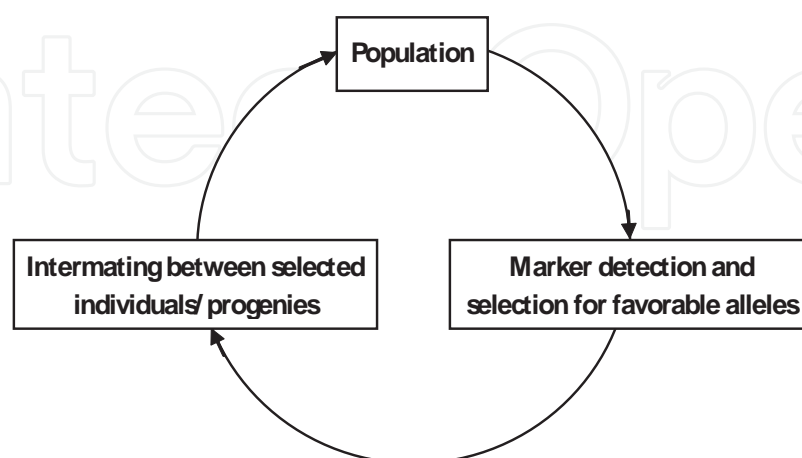 Population
Marker detection and
selection for favorable alleles
Intermating between selected
individuals/ progenies